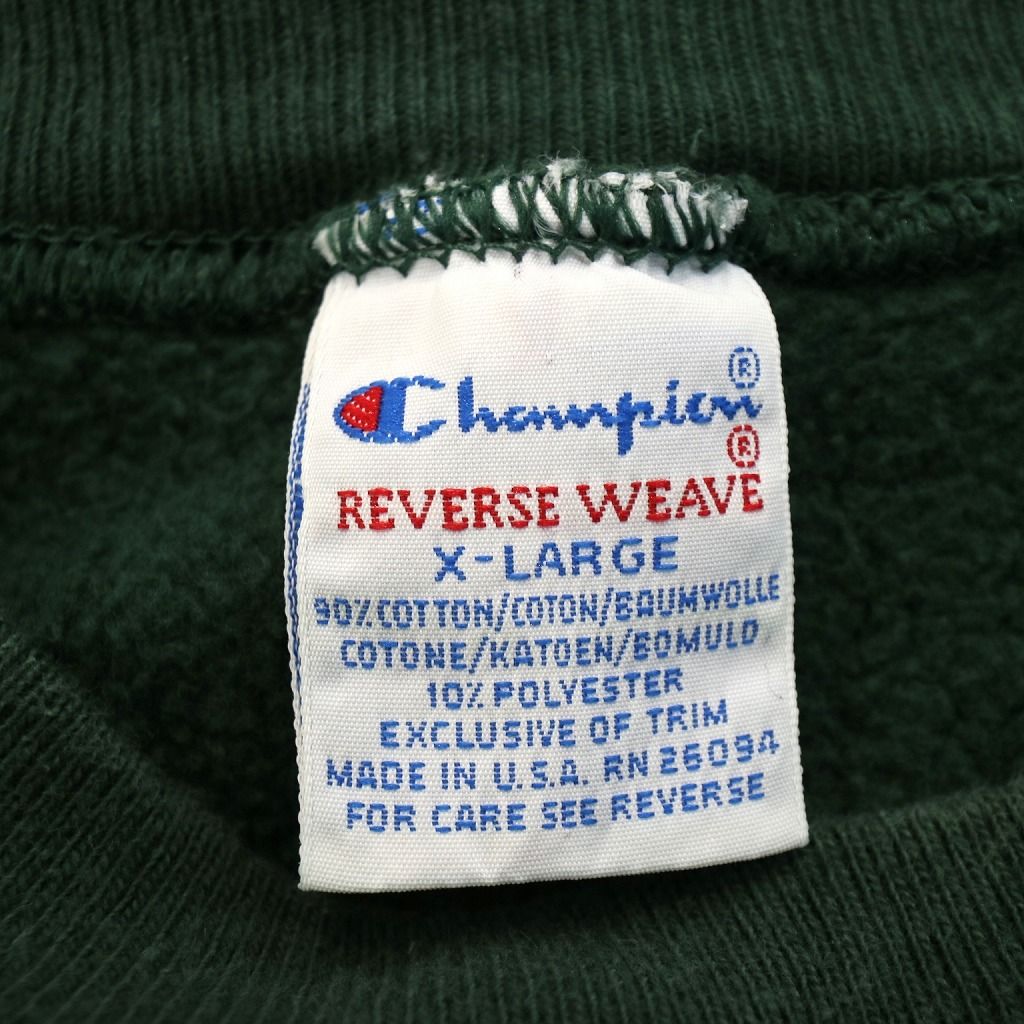 Champion®
®
REVERSE WEAVE
X-LARGE
90% COTTON/COTON/BAUMWOLLE
COTONE/KATOEN/BOMULD
10% POLYESTER
EXCLUSIVE OF TRIM
MADE IN U.S.A. RN 26094
FOR CARE SEE REVERSE